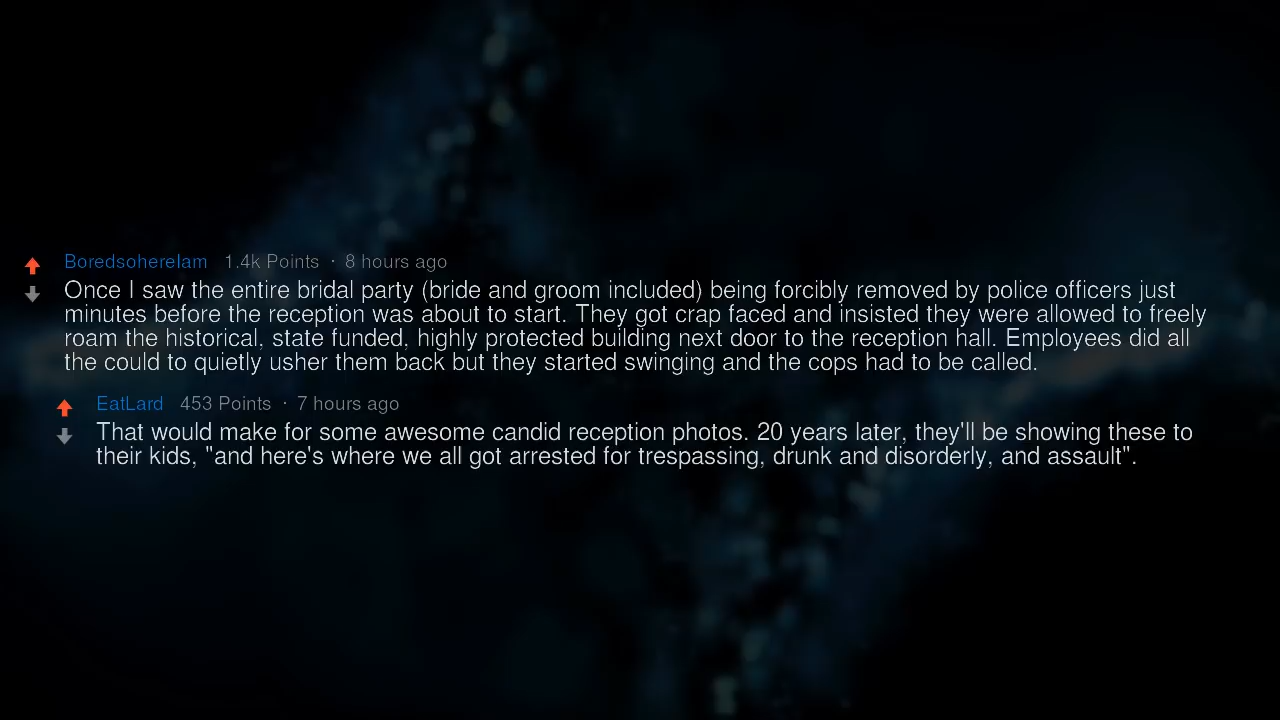 Boredsoherelam 1.4k Points · 8 hours ago
Once I saw the entire bridal party (bride and groom included) being forcibly removed by police officers just
minutes before the reception was about to start. They got crap faced and insisted they were allowed to freely
roam the historical, state funded, highly protected building next door to the reception hall. Employees did all
the could to quietly usher them back but they started swinging and the cops had to be called.
EatLard 453 Points · 7 hours ago
That would make for some awesome candid reception photos. 20 years later, they'll be showing these to
their kids, "and here's where we all got arrested for trespassing, drunk and disorderly, and assault".